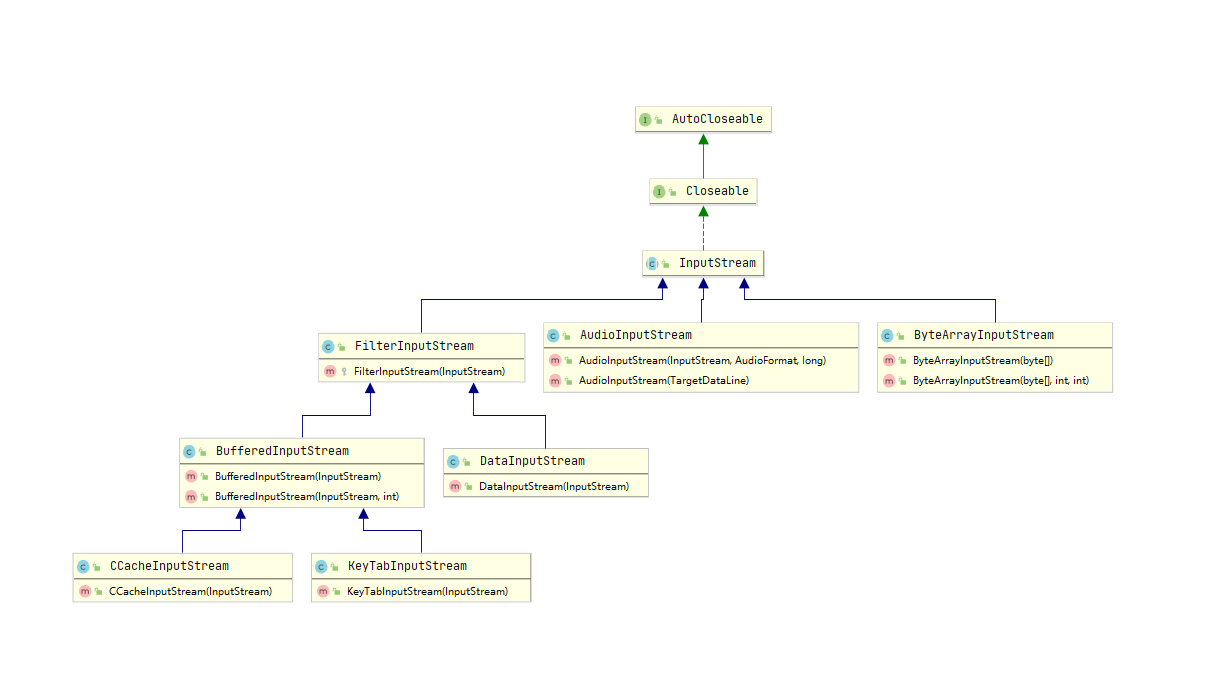 AutoCloseable
Closeable
InputStream
FilterInputStream
FilterInputStream(InputStream)
AudioInputStream
AudioInputStream(InputStream, AudioFormat, long)
AudioInputStream(TargetDataLine)
ByteArrayInputStream
ByteArrayInputStream(byte[])
ByteArrayInputStream(byte[], int, int)
BufferedInputStream
BufferedInputStream(InputStream)
BufferedInputStream(InputStream, int)
DataInputStream
DataInputStream(InputStream)
CCacheInputStream
CCacheInputStream(InputStream)
KeyTabInputStream
KeyTabInputStream(InputStream)